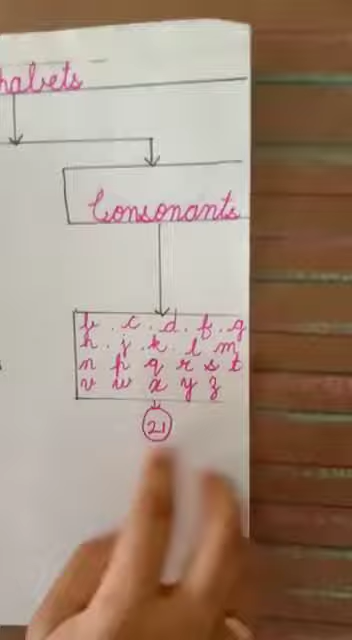 habets
Consonants
b . c . d . f . g
h . j . k . l m
n p q r s t
v w x y z
21